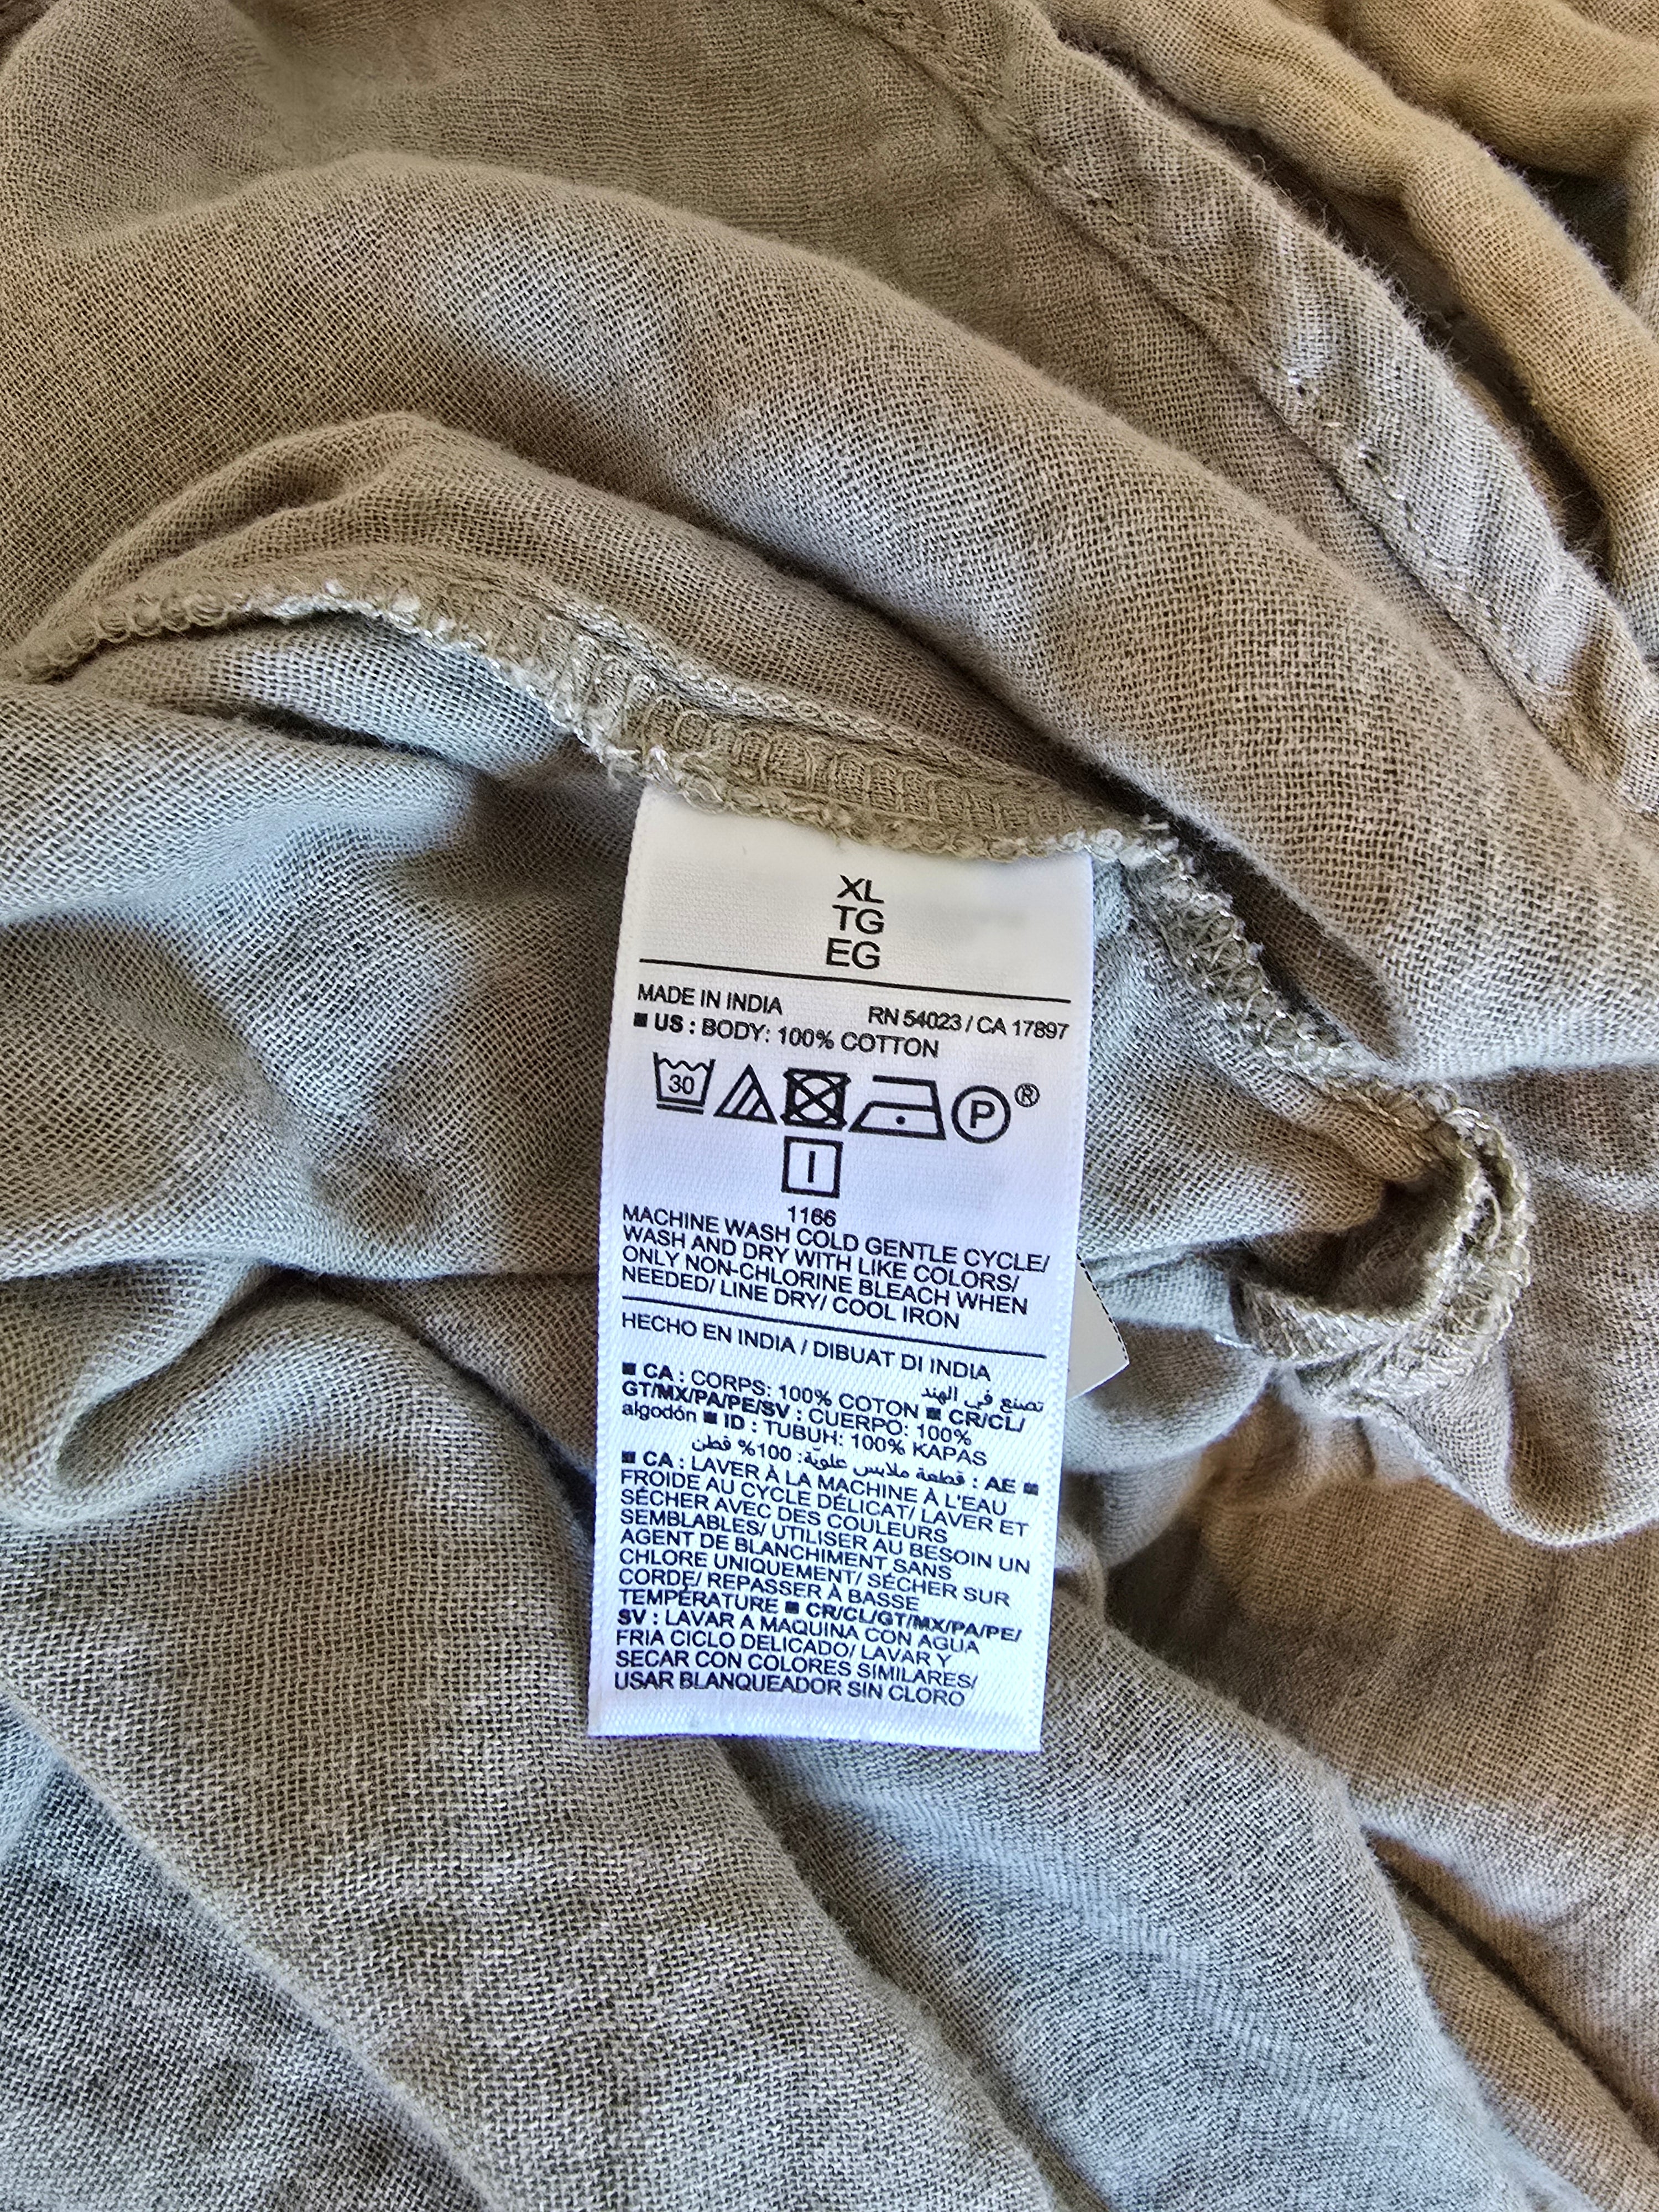 XL
TG
EG
MADE IN INDIA RN 54023 / CA 17897
■ US : BODY: 100% COTTON
30 P ®
I
1166
MACHINE WASH COLD GENTLE CYCLE/
WASH AND DRY WITH LIKE COLORS/
ONLY NON-CHLORINE BLEACH WHEN
NEEDED/ LINE DRY/ COOL IRON
HECHO EN INDIA / DIBUAT DI INDIA
تصنع في الهند
■ CA : CORPS: 100% COTON ■ CR/CL/
GT/MX/PA/PE/SV : CUERPO: 100%
algodón ■ ID : TUBUH: 100% KAPAS
■ AE : قطعة ملابس علويّة: 100% قطن
■ CA : LAVER À LA MACHINE À L'EAU
FROIDE AU CYCLE DÉLICAT/ LAVER ET
SÉCHER AVEC DES COULEURS
SEMBLABLES/ UTILISER AU BESOIN UN
AGENT DE BLANCHIMENT SANS
CHLORE UNIQUEMENT/ SÉCHER SUR
CORDE/ REPASSER À BASSE
TEMPÉRATURE ■ CR/CL/GT/MX/PA/PE/
SV : LAVAR A MAQUINA CON AGUA
FRIA CICLO DELICADO/ LAVAR Y
SECAR CON COLORES SIMILARES/
USAR BLANQUEADOR SIN CLORO